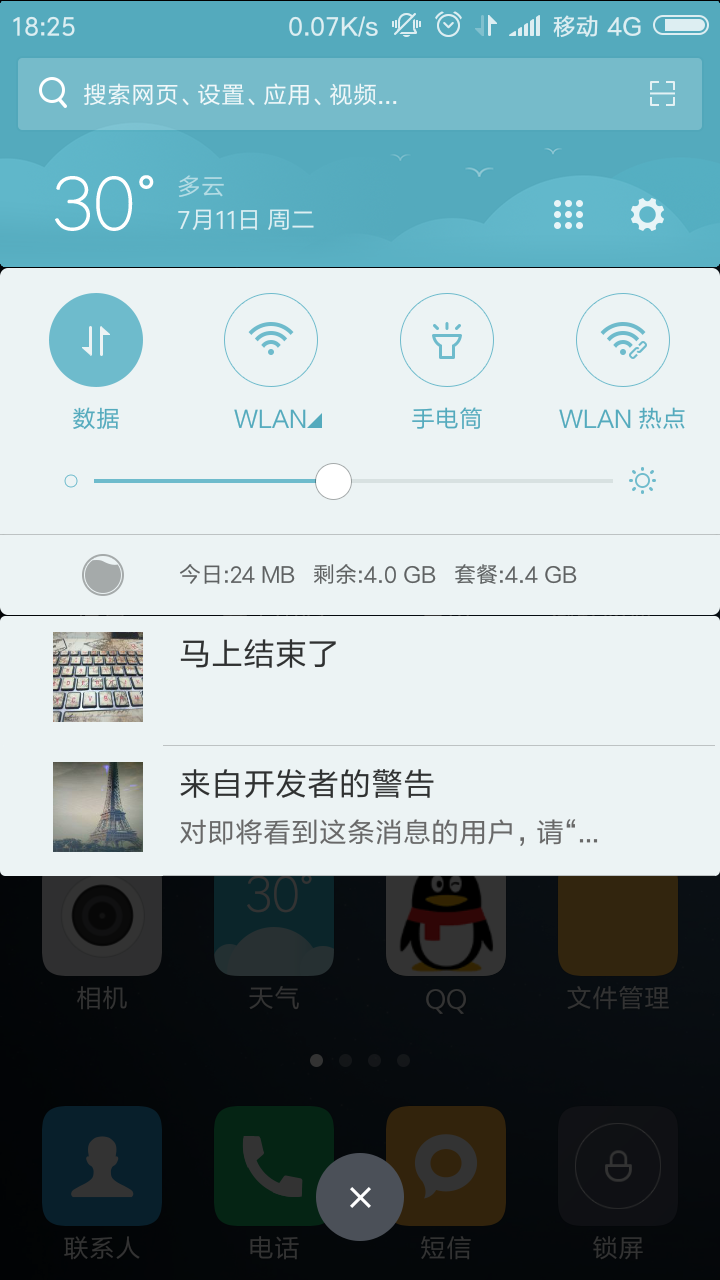 18:25 0.07K/s 移动 4G
搜索网页、设置、应用、视频...
30° 多云
7月11日 周二
数据 WLAN 手电筒 WLAN 热点
今日:24 MB 剩余:4.0 GB 套餐:4.4 GB
马上结束了
来自开发者的警告
对即将看到这条消息的用户，请“...
30°
相机 天气 QQ 文件管理
联系人 电话 短信 锁屏